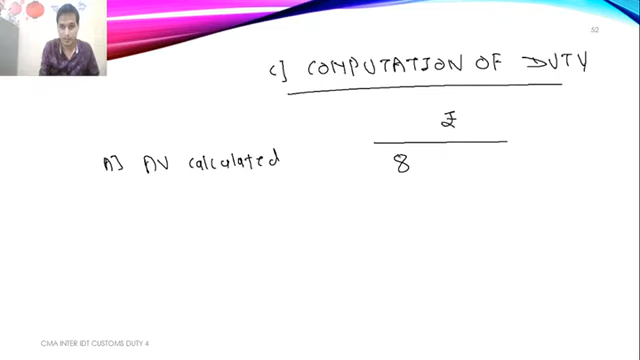 52
C] COMPUTATION OF DUTY
₹
A] AV calculated 8
CMA INTER IDT CUSTOMS DUTY 4